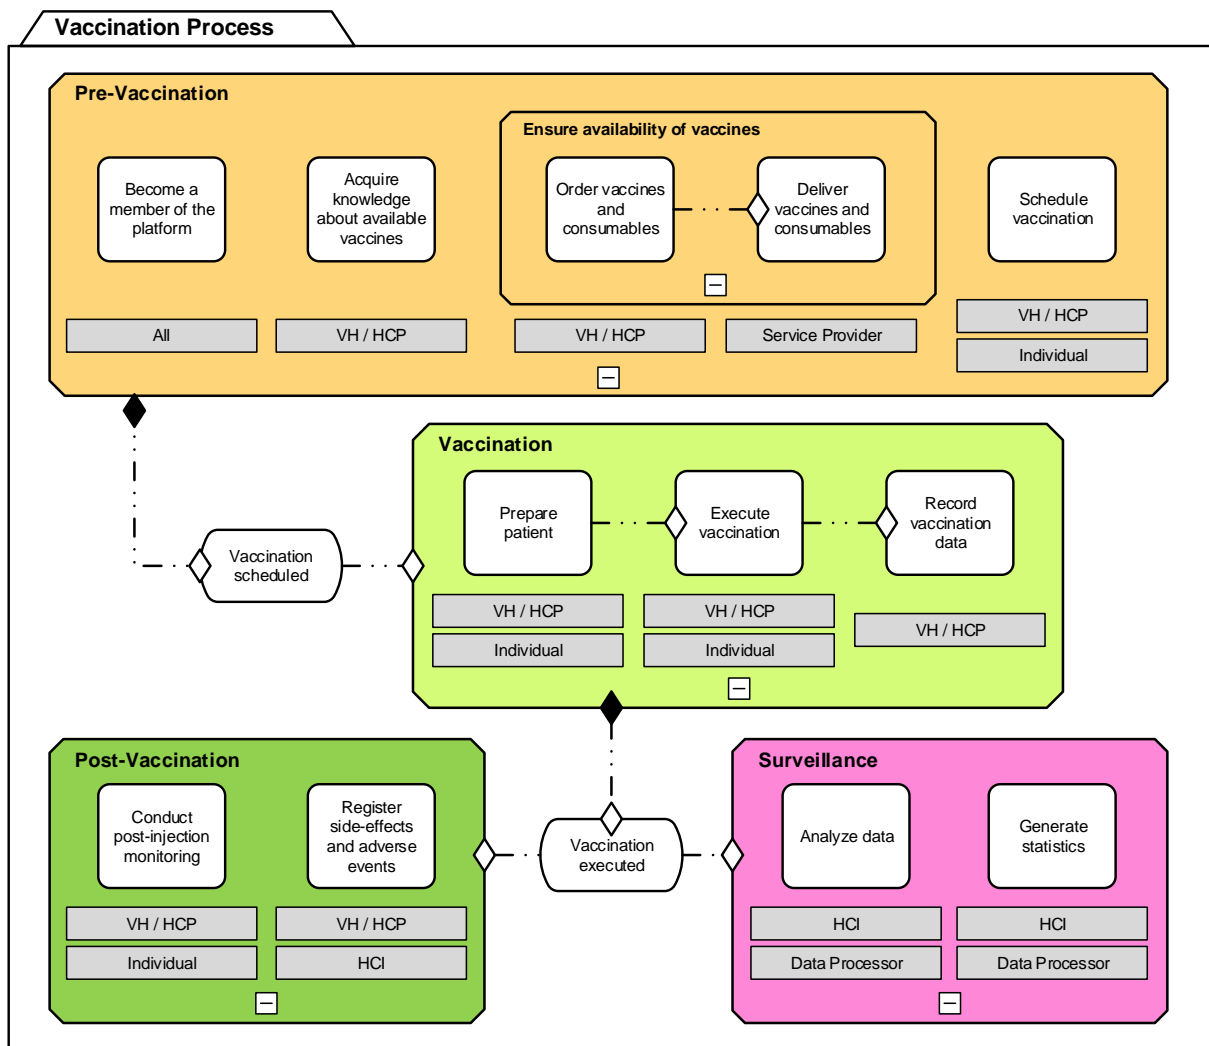 Vaccination Process
Pre-Vaccination
Ensure availability of vaccines
Become a
member of the
platform
Acquire
knowledge
about available
vaccines
Order vaccines
and
consumables
Deliver
vaccines and
consumables
Schedule
vaccination
All
VH / HCP
VH / HCP
Service Provider
VH / HCP
Individual
Vaccination
Prepare
patient
Execute
vaccination
Record
vaccination
data
Vaccination
scheduled
VH / HCP
Individual
VH / HCP
Individual
VH / HCP
Post-Vaccination
Conduct
post-injection
monitoring
Register
side-effects
and adverse
events
VH / HCP
Individual
VH / HCP
HCI
Vaccination
executed
Surveillance
Analyze data
Generate
statistics
HCI
Data Processor
HCI
Data Processor